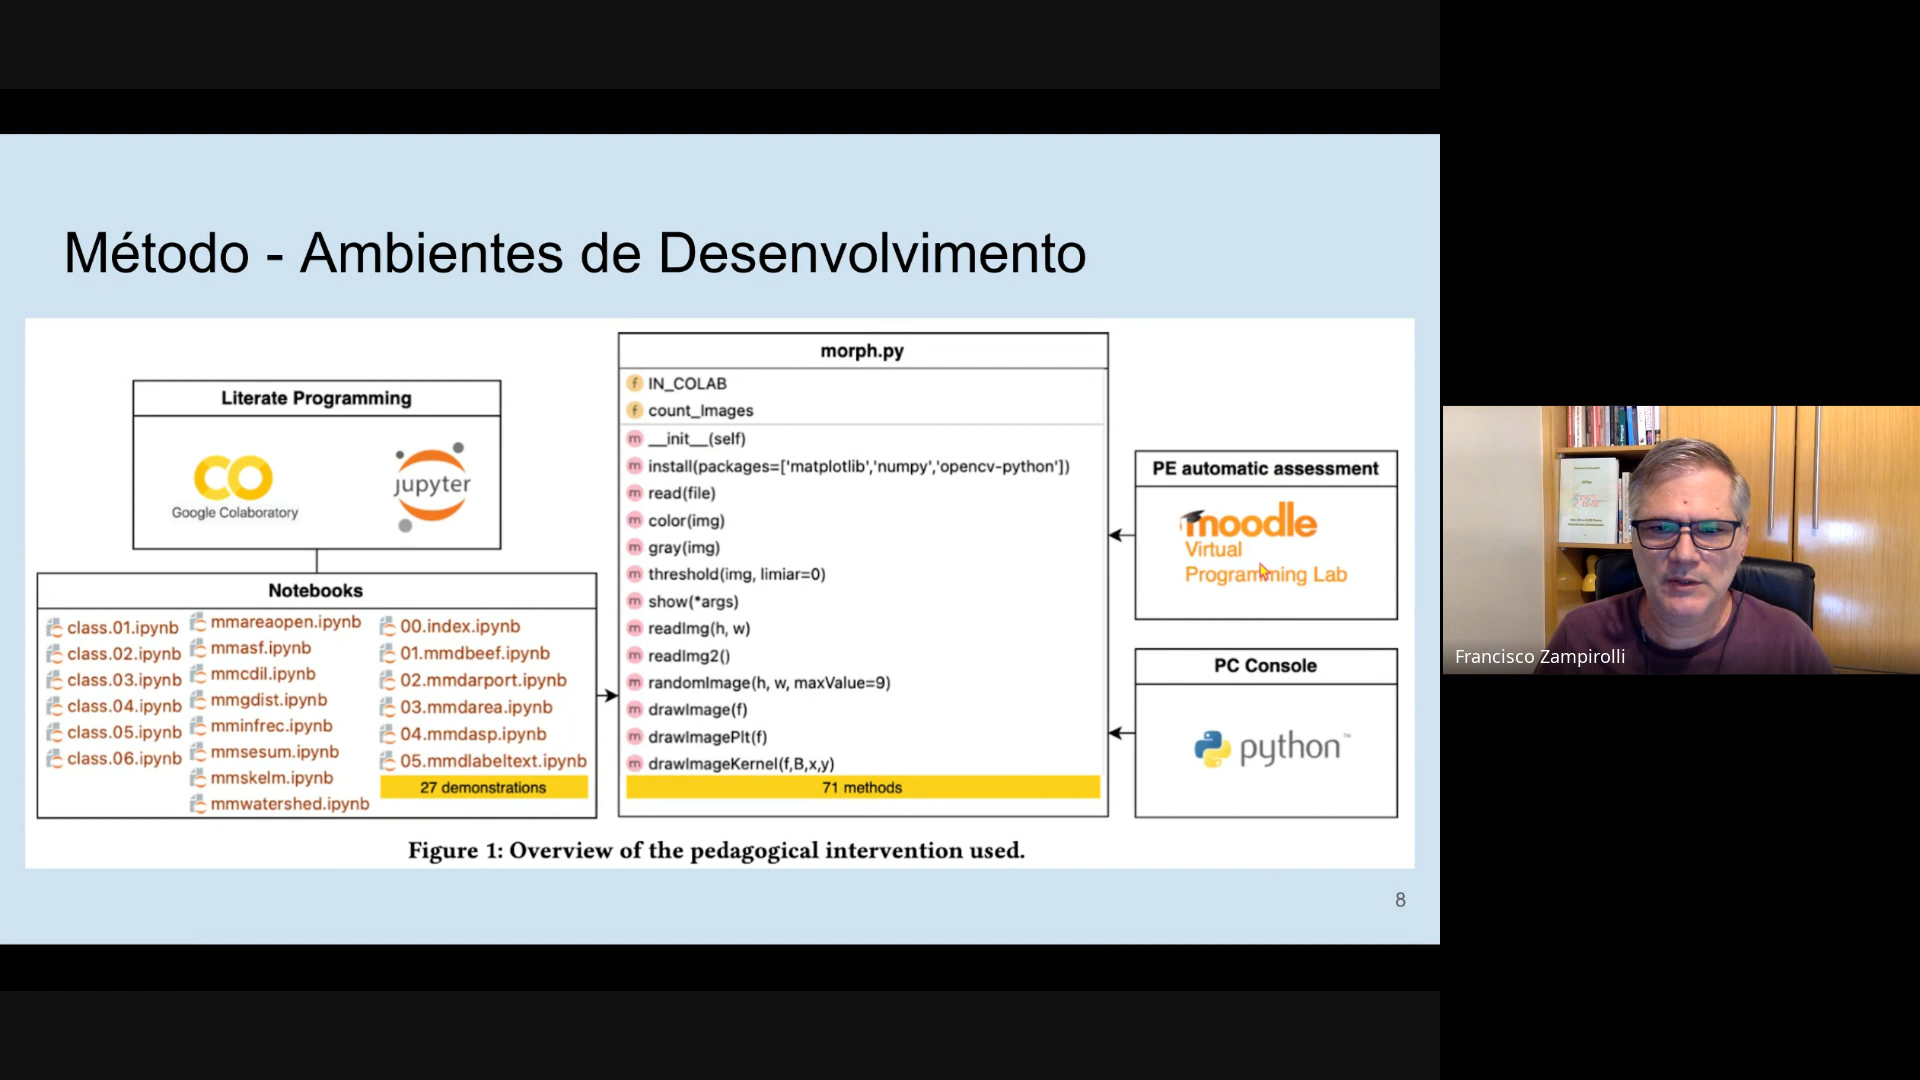 Método - Ambientes de Desenvolvimento
Literate Programming
CO
Google Colaboratory
jupyter
Notebooks
class.01.ipynb
class.02.ipynb
class.03.ipynb
class.04.ipynb
class.05.ipynb
class.06.ipynb
mmareaopen.ipynb
mmasf.ipynb
mmcdil.ipynb
mmgdist.ipynb
mminfrec.ipynb
mmsesum.ipynb
mmskelm.ipynb
mmwatershed.ipynb
00.index.ipynb
01.mmdbeef.ipynb
02.mmdarport.ipynb
03.mmdarea.ipynb
04.mmdasp.ipynb
05.mmdlabeltext.ipynb
27 demonstrations
morph.py
f IN_COLAB
f count_Images
m __init__(self)
m install(packages=['matplotlib','numpy','opencv-python'])
m read(file)
m color(img)
m gray(img)
m threshold(img, limiar=0)
m show(*args)
m readImg(h, w)
m readImg2()
m randomImage(h, w, maxValue=9)
m drawImage(f)
m drawImagePlt(f)
m drawImageKernel(f,B,x,y)
71 methods
PE automatic assessment
moodle
Virtual
Programming Lab
PC Console
python™
Figure 1: Overview of the pedagogical intervention used.
8
Francisco Zampirolli